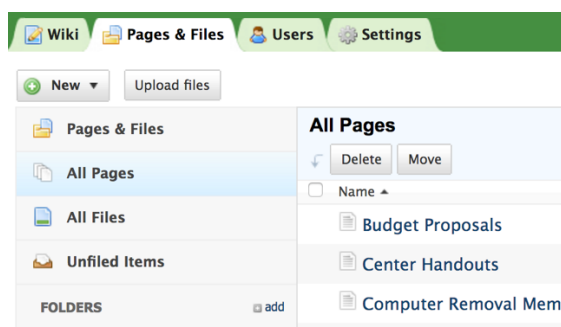 Wiki Pages & Files Users Settings
New Upload files
Pages & Files
All Pages
All Files
Unfiled Items
FOLDERS add
All Pages
Delete Move
Name
Budget Proposals
Center Handouts
Computer Removal Mem